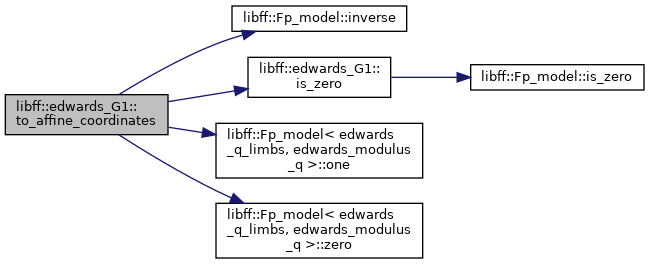 libff::Fp_model::inverse
libff::edwards_G1::
is_zero
libff::Fp_model::is_zero
libff::edwards_G1::
to_affine_coordinates
libff::Fp_model< edwards
_q_limbs, edwards_modulus
_q >::one
libff::Fp_model< edwards
_q_limbs, edwards_modulus
_q >::zero